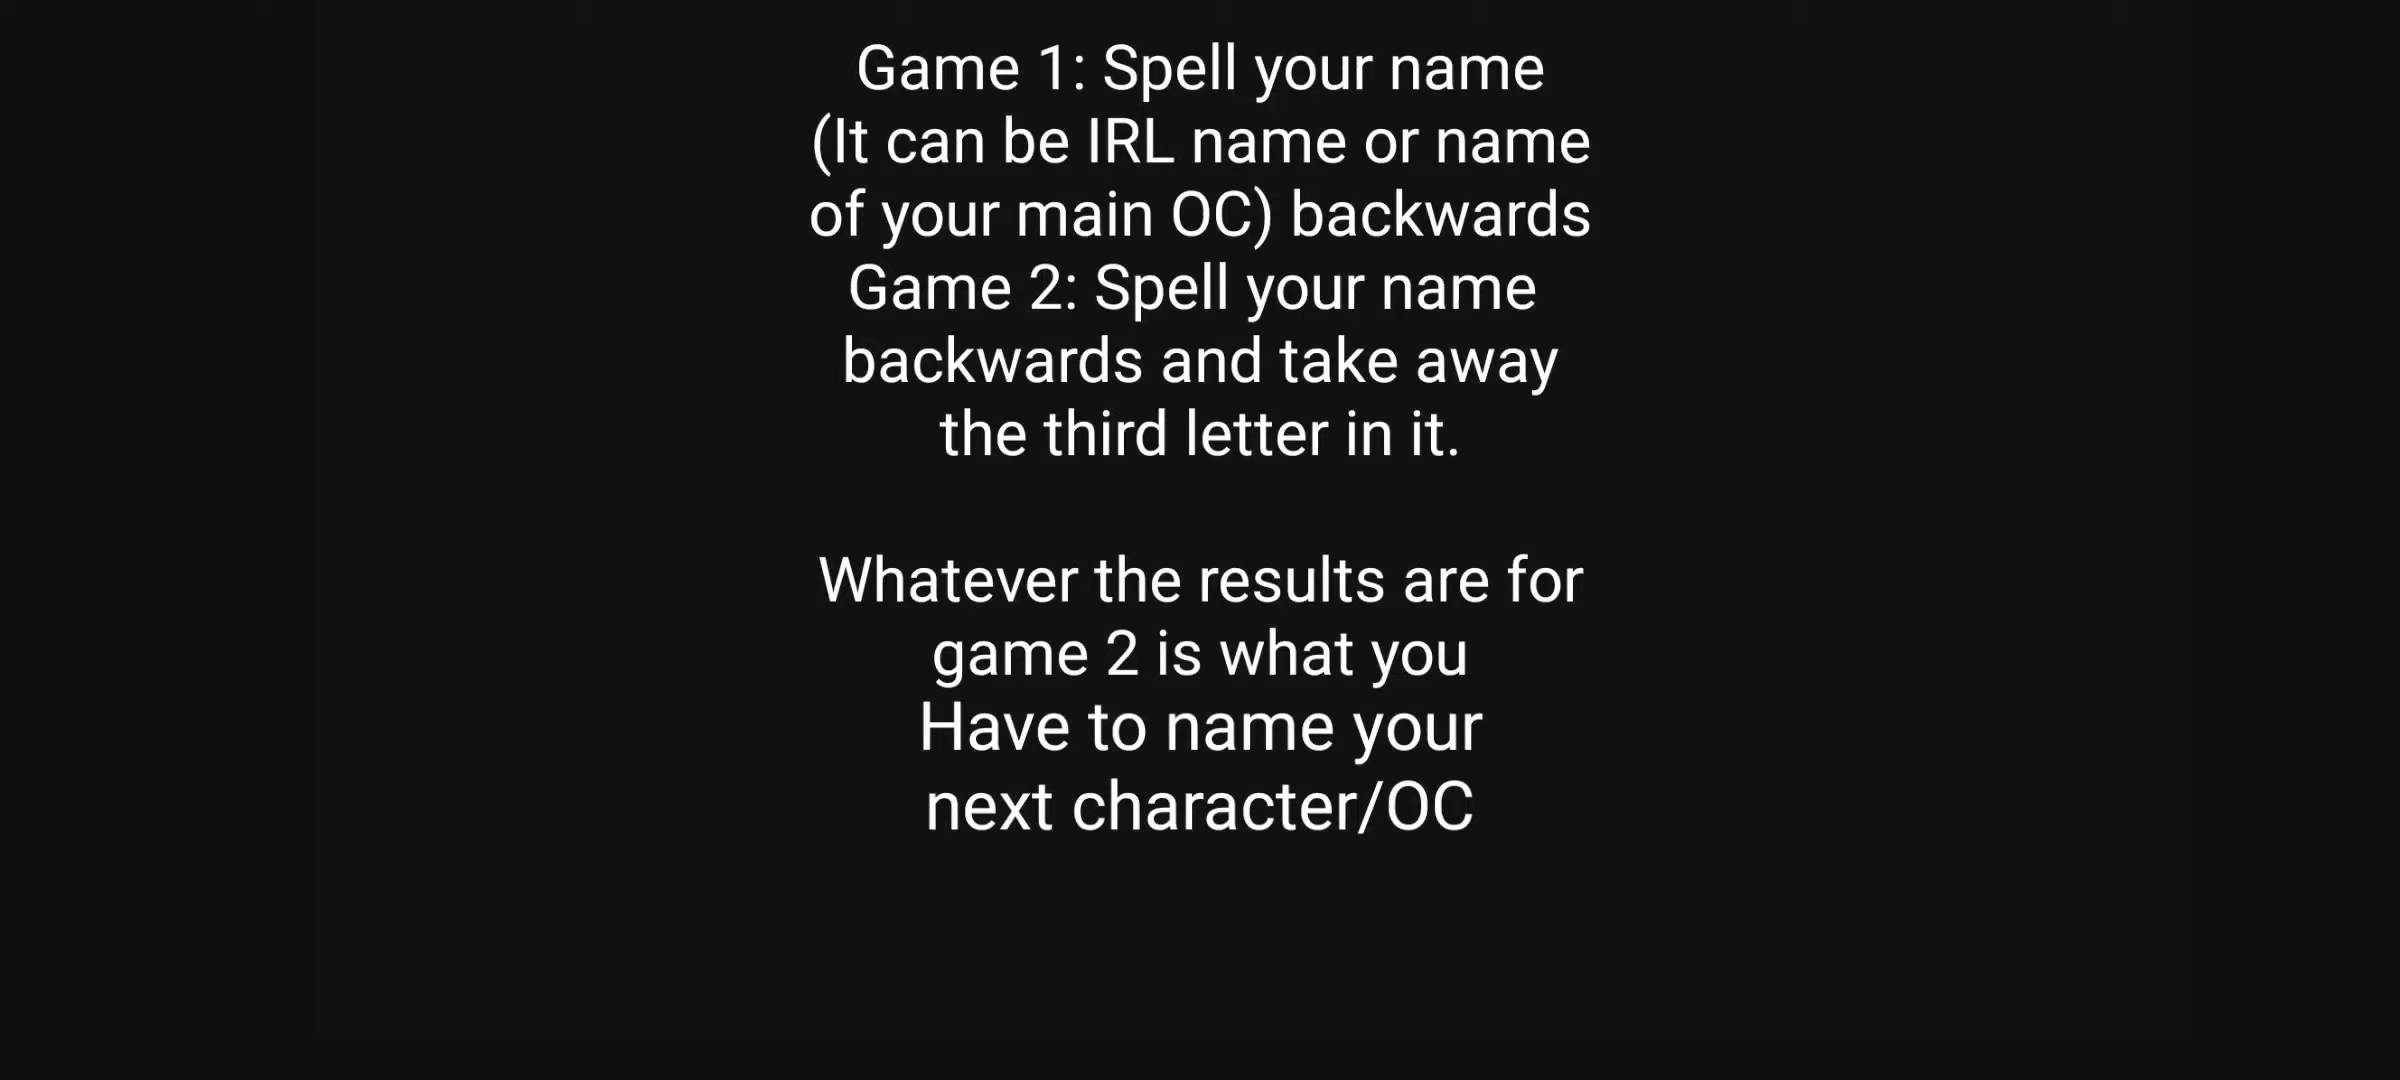 Game 1: Spell your name
(It can be IRL name or name
of your main OC) backwards
Game 2: Spell your name
backwards and take away
the third letter in it.
Whatever the results are for
game 2 is what you
Have to name your
next character/OC